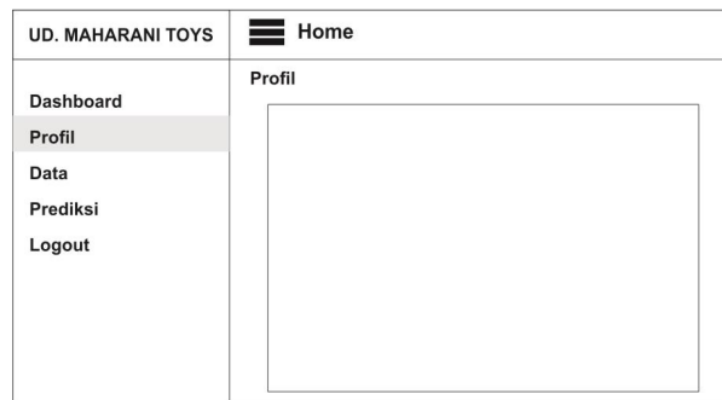 UD. MAHARANI TOYS
Home
Dashboard
Profil
Data
Prediksi
Logout
Profil